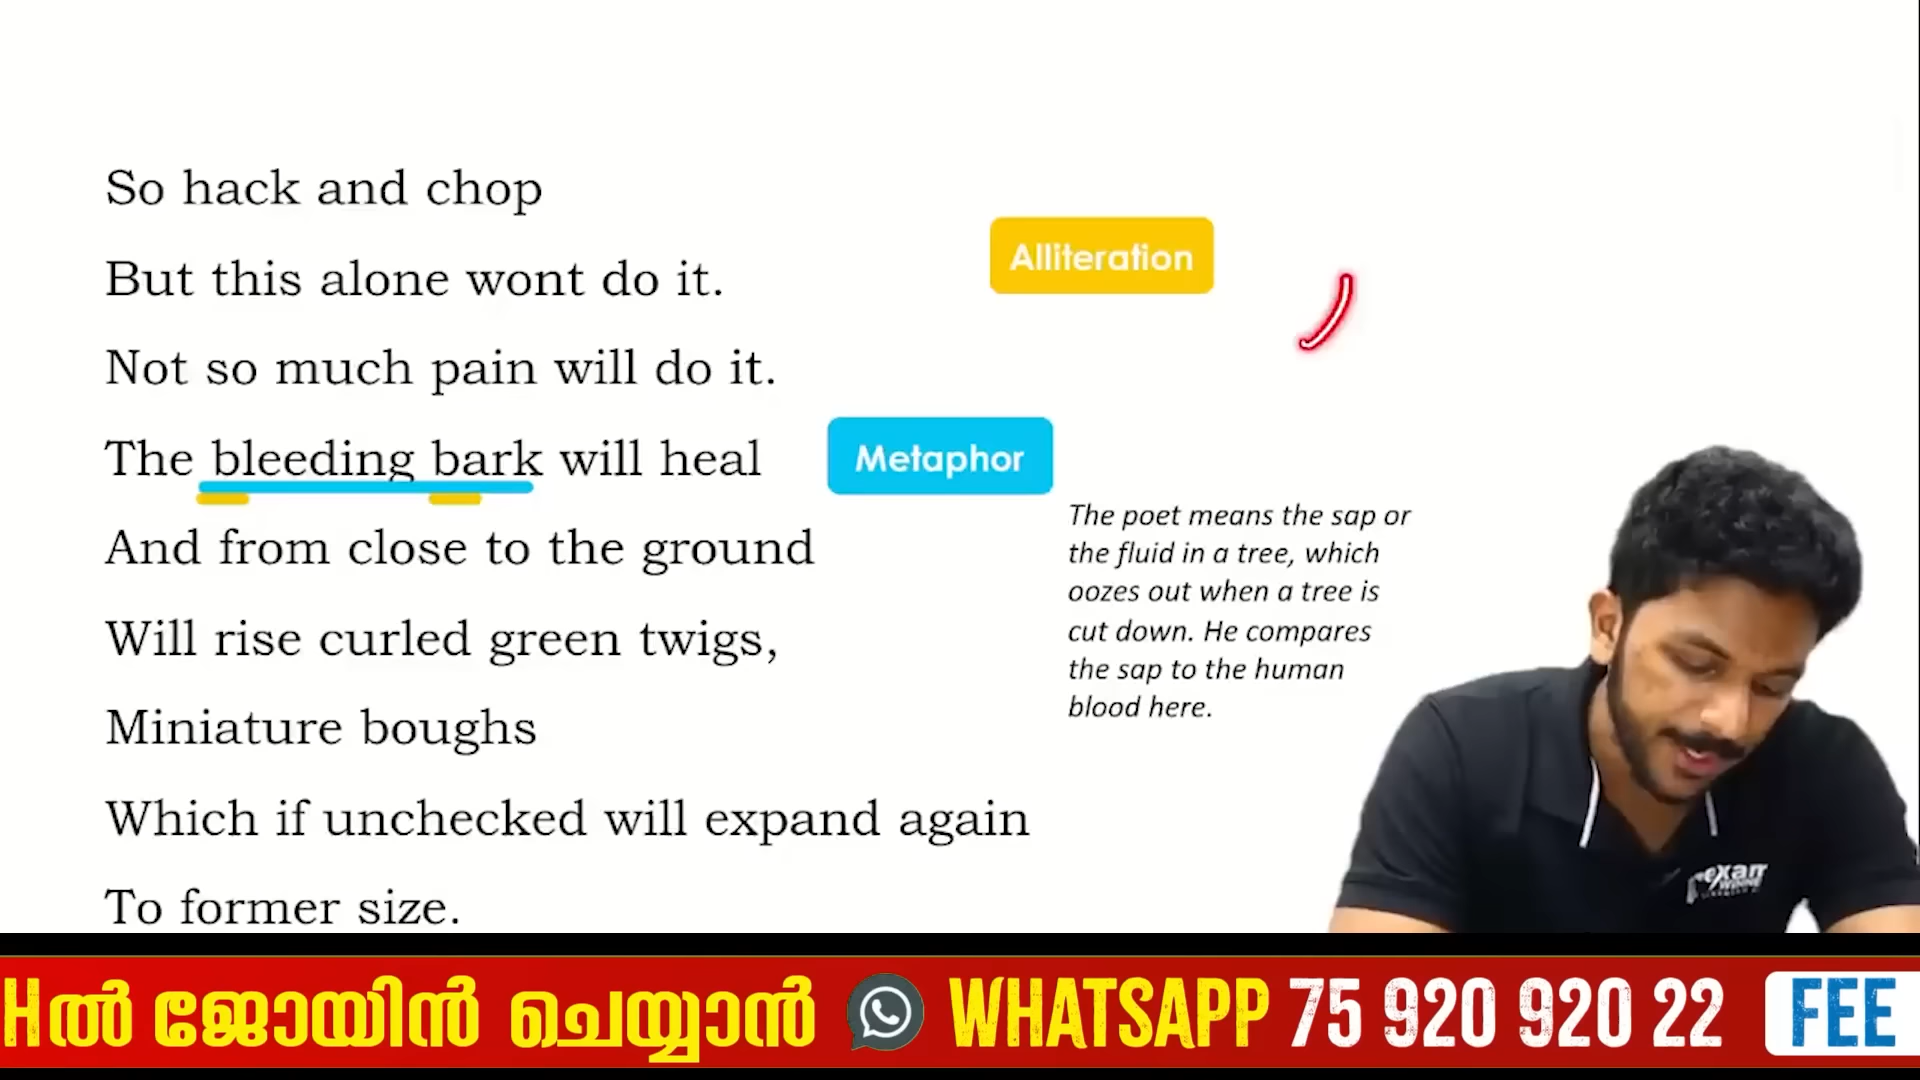 So hack and chop
But this alone wont do it.
Not so much pain will do it.
The bleeding bark will heal
And from close to the ground
Will rise curled green twigs,
Miniature boughs
Which if unchecked will expand again
To former size.
Alliteration
Metaphor
The poet means the sap or
the fluid in a tree, which
oozes out when a tree is
cut down. He compares
the sap to the human
blood here.
exam
Hൽ ജോയിൻ ചെയ്യാൻ WHATSAPP 75 920 920 22 FEE